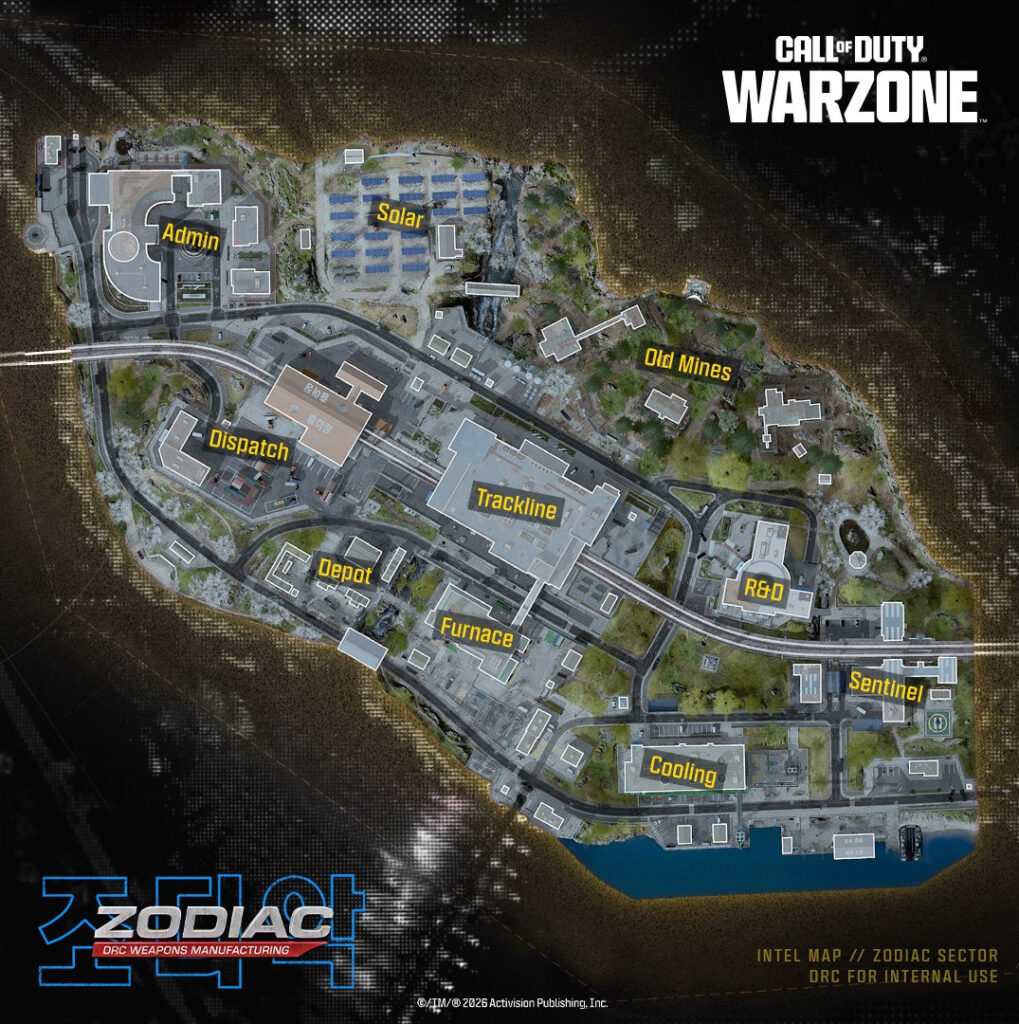 CALL OF DUTY®
WARZONE™
Admin
Solar
Old Mines
Dispatch
Trackline
Depot
R&D
Furnace
Sentinel
Cooling
조디악
ZODIAC
DRC WEAPONS MANUFACTURING
INTEL MAP // ZODIAC SECTOR
DRC FOR INTERNAL USE
©/TM/® 2026 Activision Publishing, Inc.